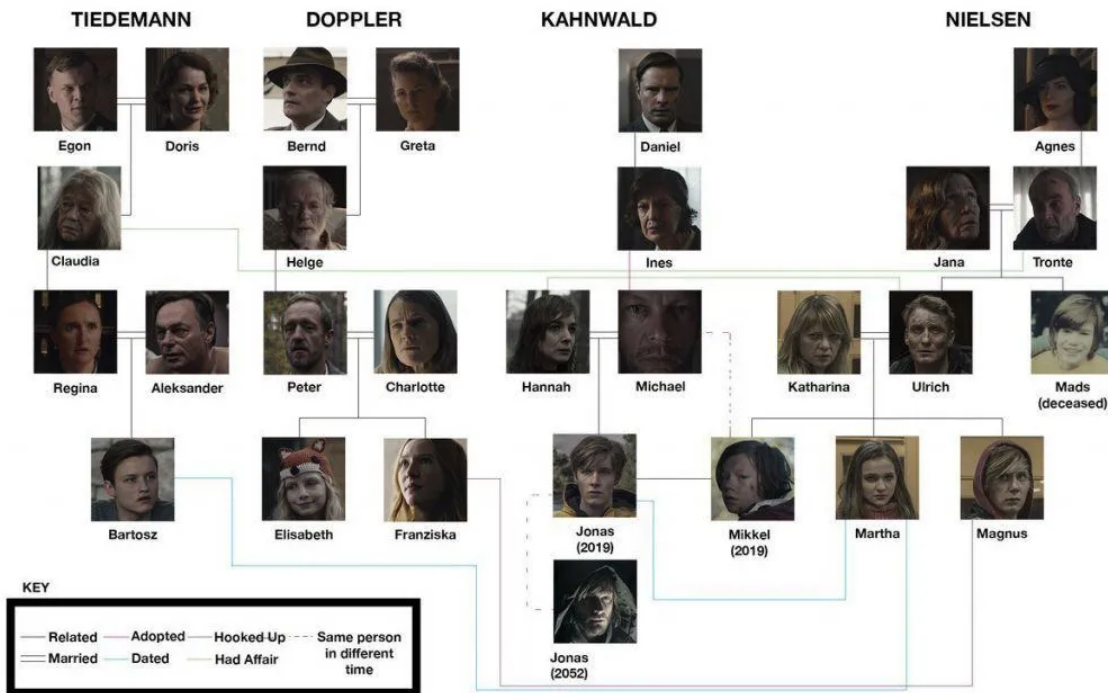 TIEDEMANN DOPPLER KAHNWALD NIELSEN
Egon Doris Bernd Greta Daniel Agnes
Claudia Helge Ines Jana Tronte
Regina Aleksander Peter Charlotte Hannah Michael Katharina Ulrich Mads
(deceased)
Bartosz Elisabeth Franziska Jonas
(2019) Mikkel
(2019) Martha Magnus
KEY
Related Adopted Hooked Up Same person
in different
time
Married Dated Had Affair
Jonas
(2052)